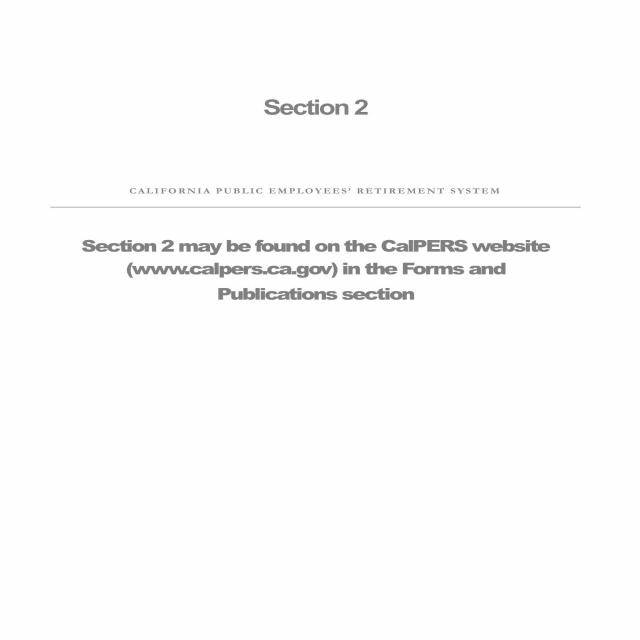 Section 2
CALIFORNIA PUBLIC EMPLOYEES' RETIREMENT SYSTEM
Section 2 may be found on the CalPERS website
(www.calpers.ca.gov) in the Forms and
Publications section